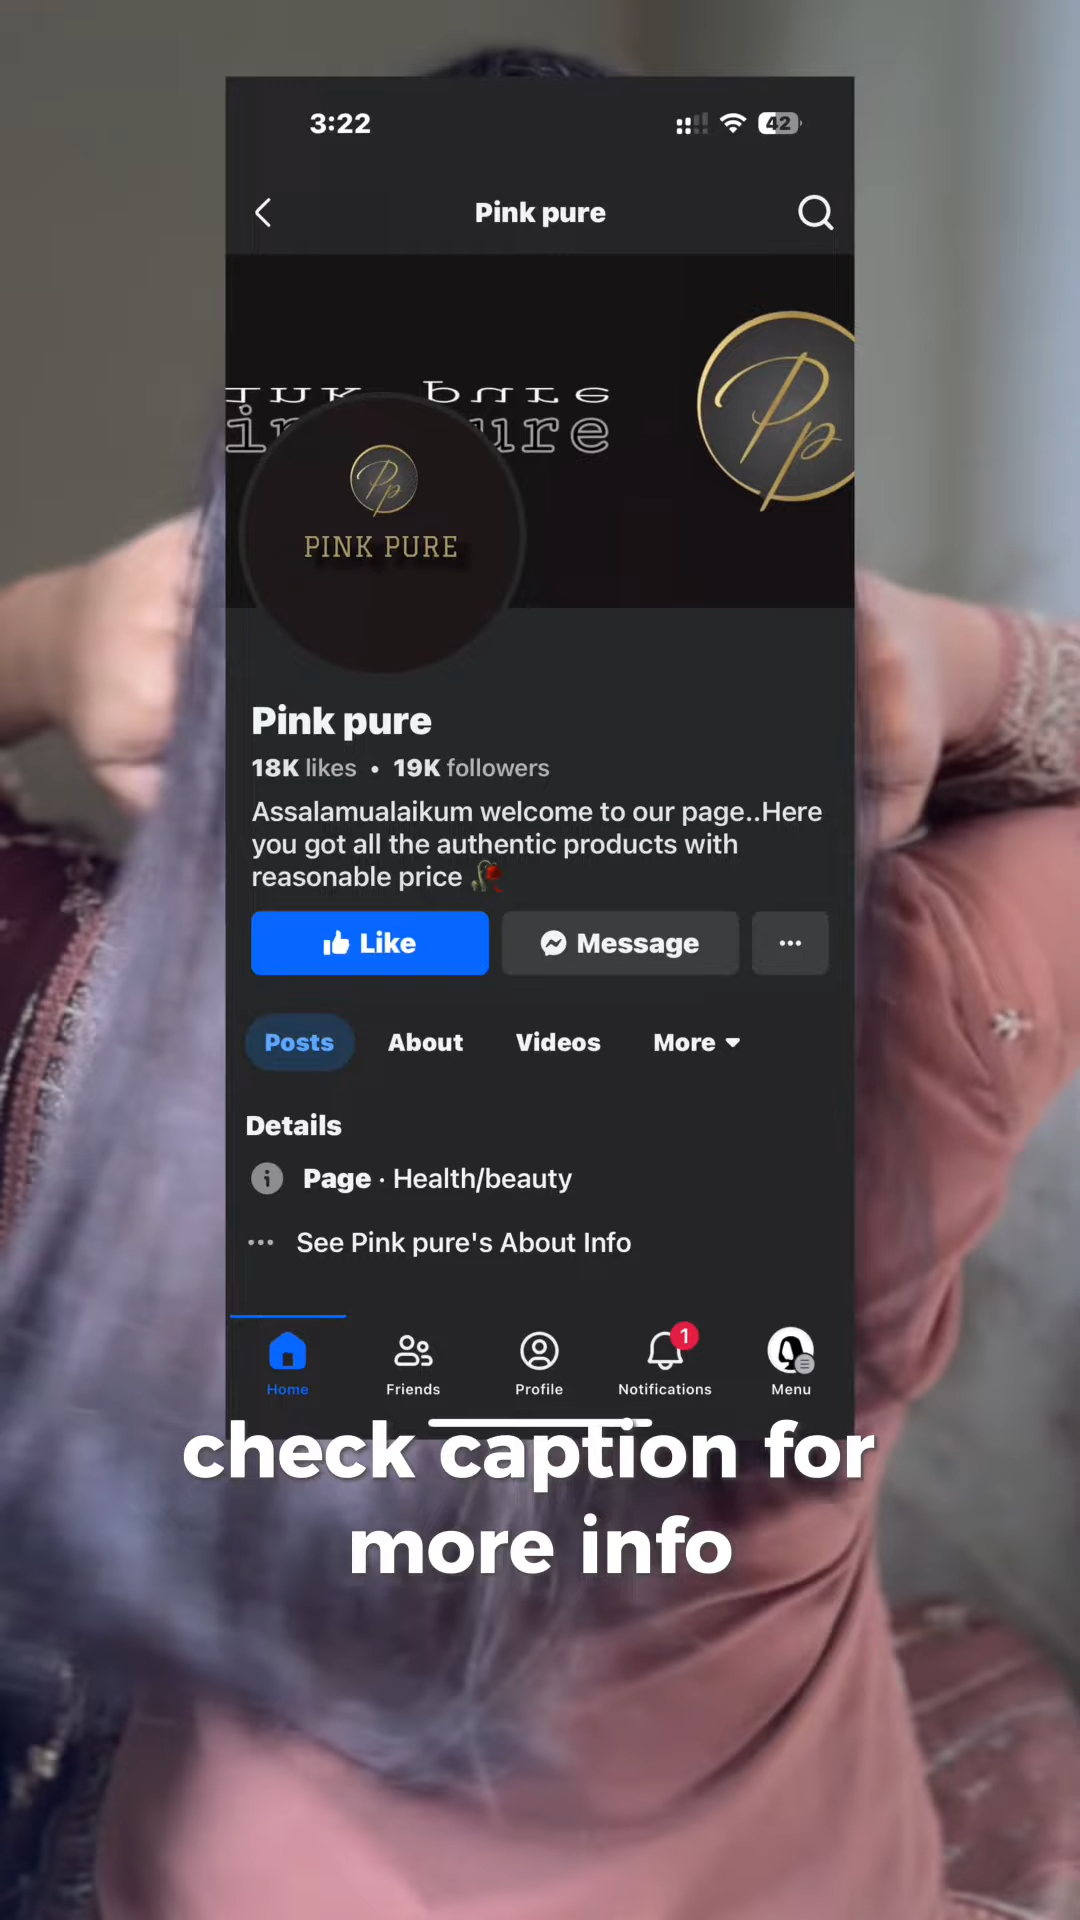 3:22
42
Pink pure
Pp
Pp
PINK PURE
Pink pure
18K likes • 19K followers
Assalamualaikum welcome to our page..Here
you got all the authentic products with
reasonable price 🥀
Like
Message
Posts
About
Videos
More
Details
Page · Health/beauty
See Pink pure's About Info
1
Home
Friends
Profile
Notifications
Menu
check caption for
more info